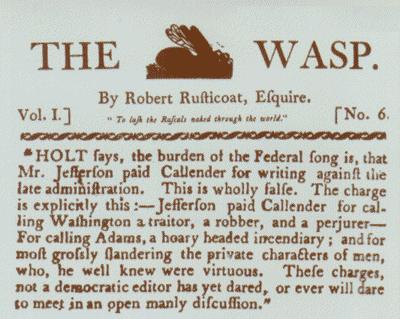 THE WASP.
By Robert Ruſticoat, Eſquire.
Vol. I.] " To laſh the Raſcals naked through the world." [No. 6.
"HOLT ſays, the burden of the Federal song is, that
Mr. Jefferſon paid Callender for writing againſt the
late adminiſtration. This is wholly falſe. The charge
is explicitly this:—Jefferſon paid Callender for cal-
ling Waſhington a traitor, a robber, and a perjurer—
For calling Adams, a hoary headed incendiary; and for
moſt groſsly ſlandering the private characters of men,
who, he well knew were virtuous. Theſe charges,
not a democratic editor has yet dared, or ever will dare
to meet in an open manly diſcuſſion."